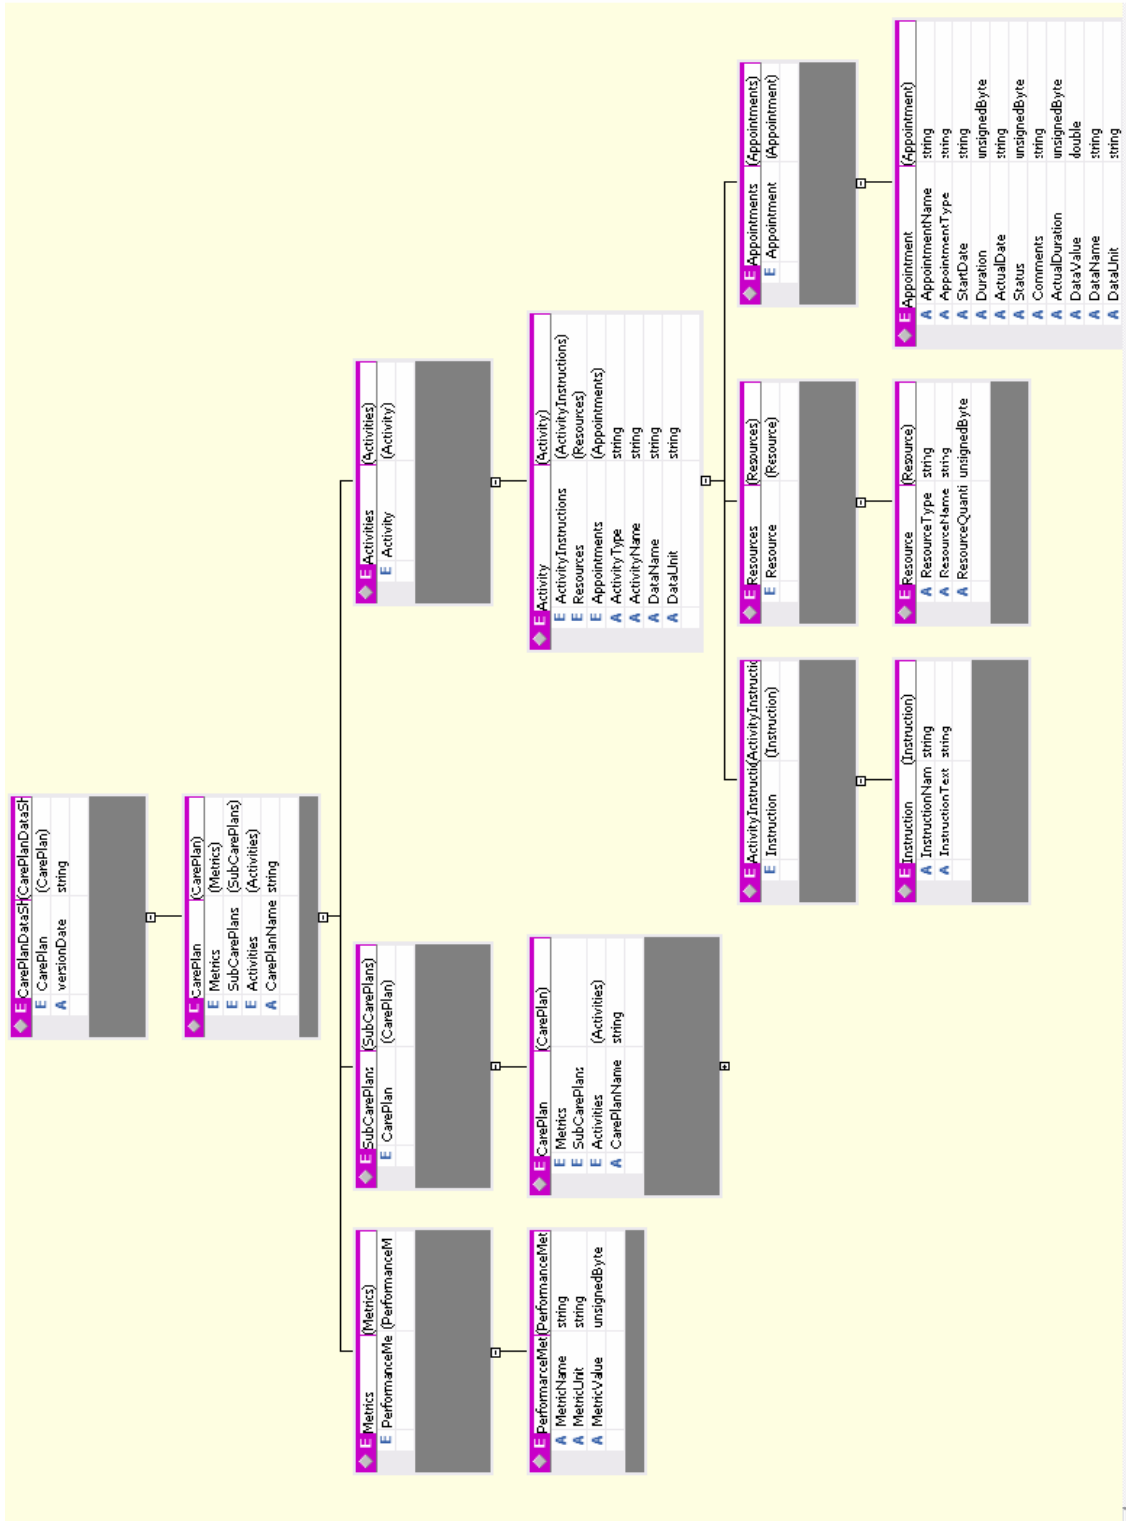 E CarePlanDataSh (CarePlanDataSh
E CarePlan (CarePlan)
A versionDate string
E CarePlan (CarePlan)
E Metrics (Metrics)
E SubCarePlans (SubCarePlans)
E Activities (Activities)
A CarePlanName string
E Metrics (Metrics)
E PerformanceMe (PerformanceM
E PerformanceMet (PerformanceMet
A MetricName string
A MetricUnit string
A MetricValue unsignedByte
E SubCarePlans (SubCarePlans)
E CarePlan (CarePlan)
E CarePlan (CarePlan)
E Metrics
E SubCarePlans
E Activities (Activities)
A CarePlanName string
E Activities (Activities)
E Activity (Activity)
E Activity (Activity)
E ActivityInstructions (ActivityInstructions)
E Resources (Resources)
E Appointments (Appointments)
A ActivityType string
A ActivityName string
A DataName string
A DataUnit string
E ActivityInstructic (ActivityInstructic
E Instruction (Instruction)
E Instruction (Instruction)
A InstructionNam string
A InstructionText string
E Resources (Resources)
E Resource (Resource)
E Resource (Resource)
A ResourceType string
A ResourceName string
A ResourceQuanti unsignedByte
E Appointments (Appointments)
E Appointment (Appointment)
E Appointment (Appointment)
A AppointmentName string
A AppointmentType string
A StartDate string
A Duration unsignedByte
A ActualDate string
A Status unsignedByte
A Comments string
A ActualDuration unsignedByte
A DataValue double
A DataName string
A DataUnit string